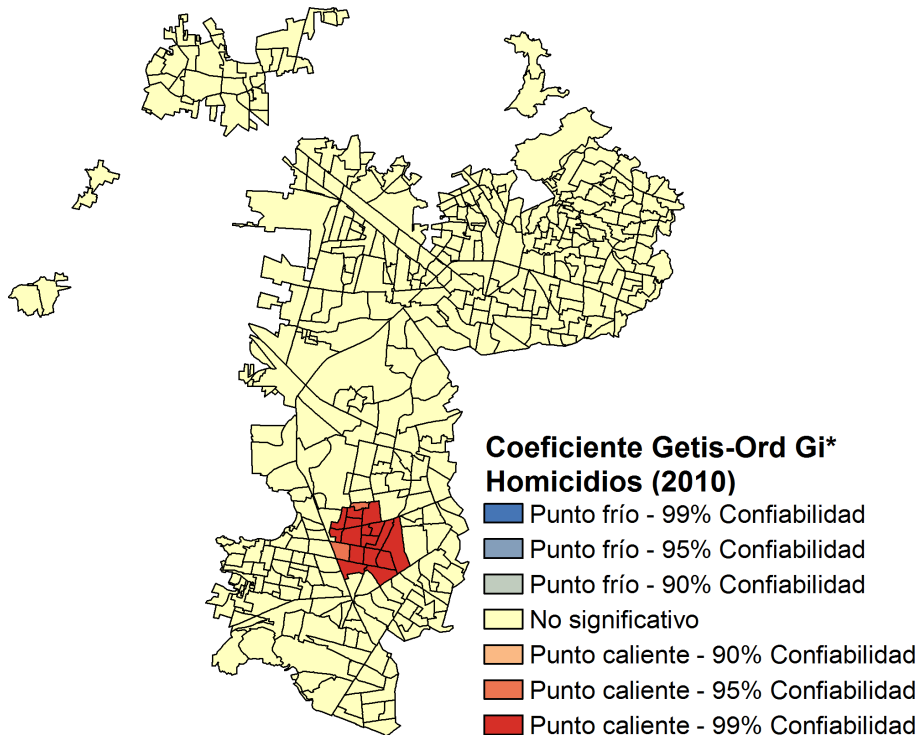 Coeficiente Getis-Ord Gi*
Homicidios (2010)
Punto frío - 99% Confiabilidad
Punto frío - 95% Confiabilidad
Punto frío - 90% Confiabilidad
No significativo
Punto caliente - 90% Confiabilidad
Punto caliente - 95% Confiabilidad
Punto caliente - 99% Confiabilidad